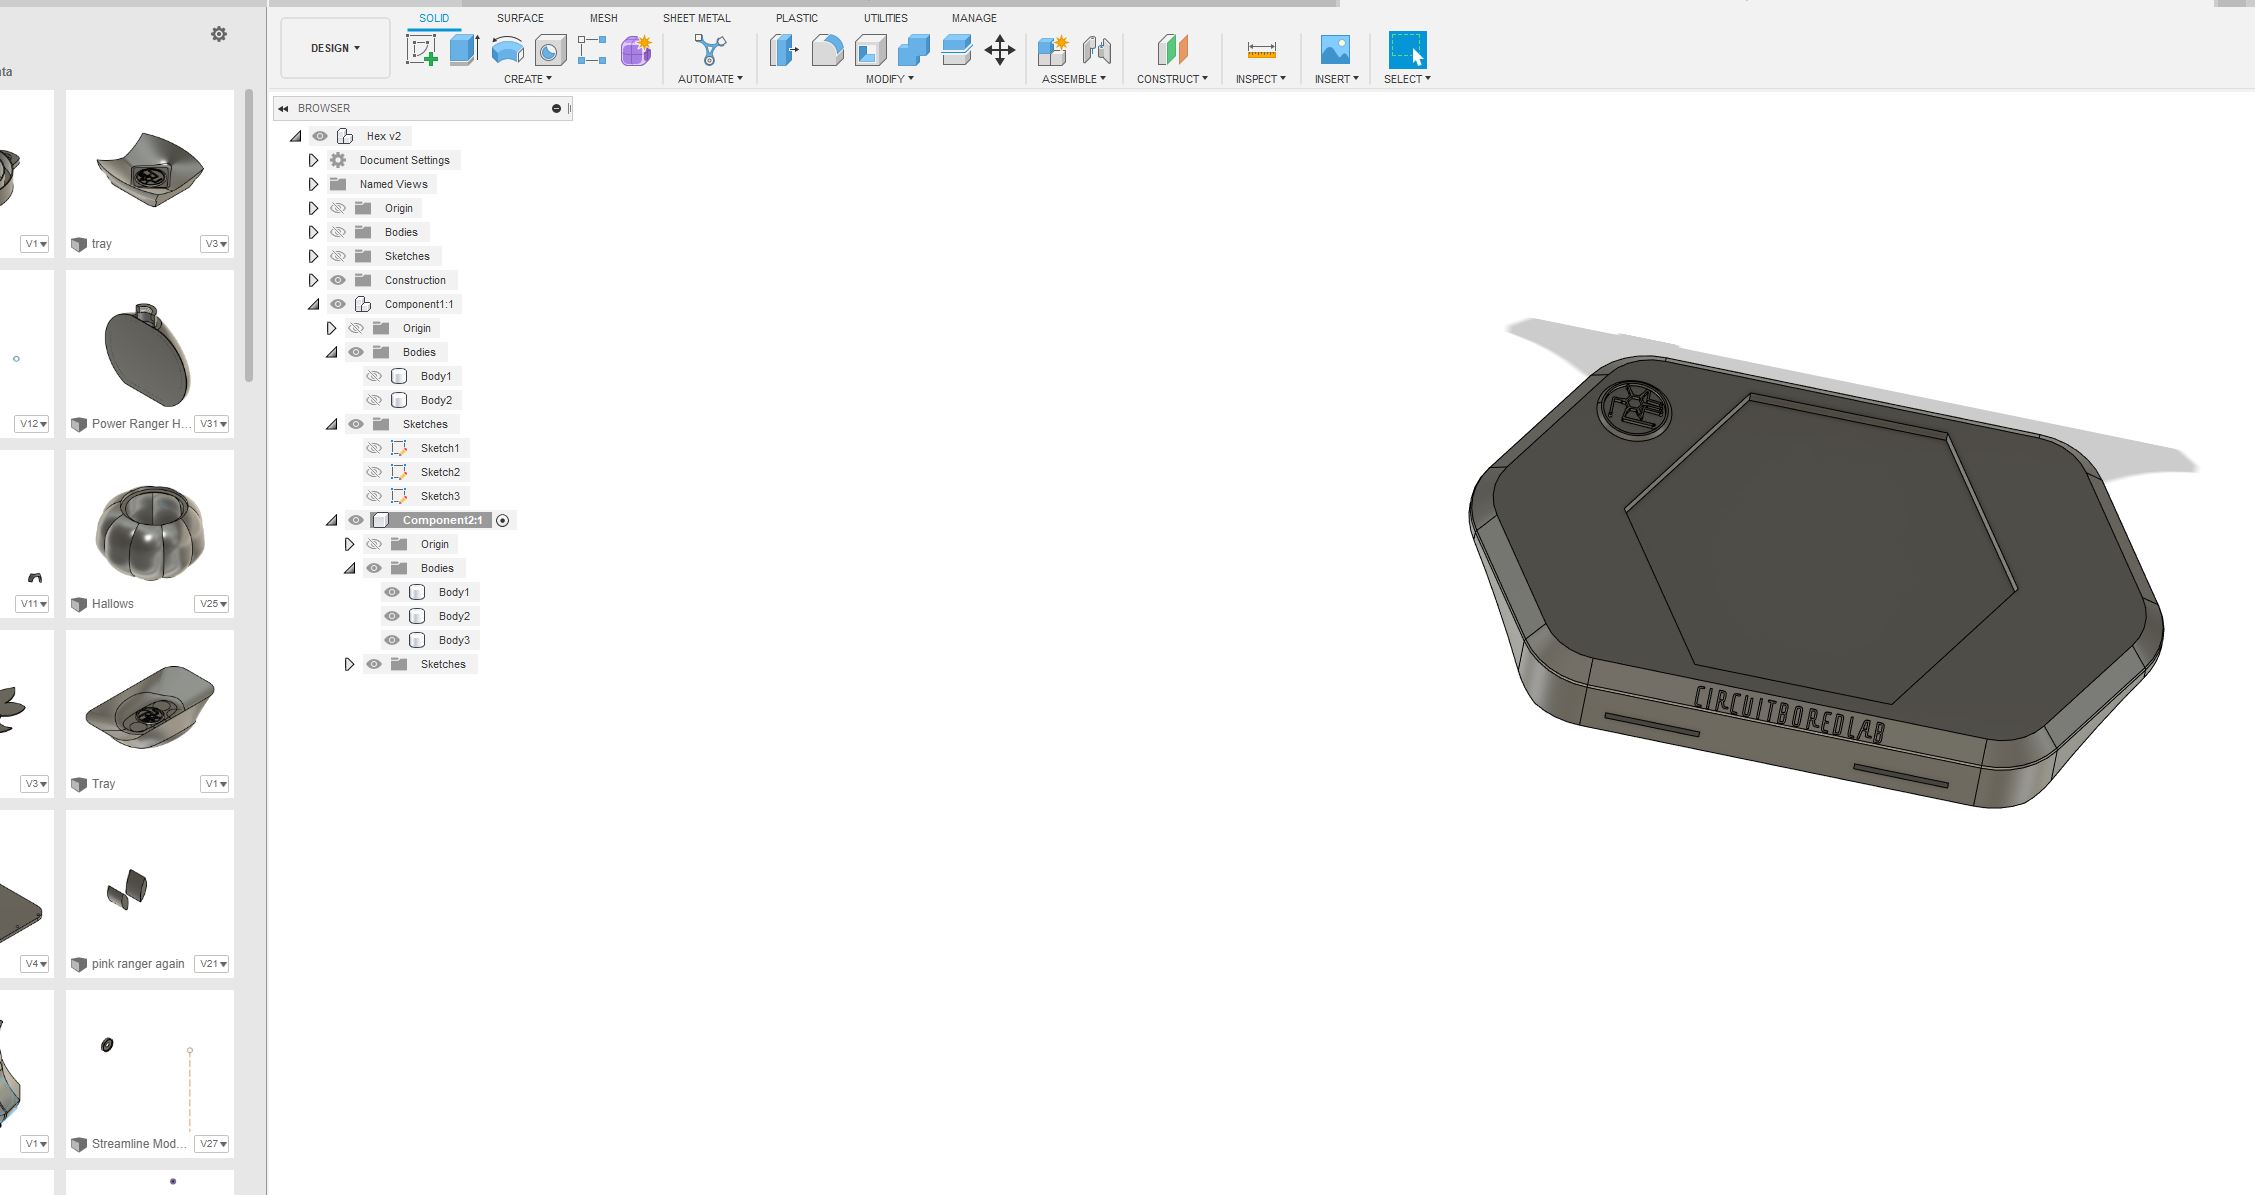 SOLID SURFACE MESH SHEET METAL PLASTIC UTILITIES MANAGE
DESIGN
CREATE AUTOMATE MODIFY ASSEMBLE CONSTRUCT INSPECT INSERT SELECT
ta
V1
tray V3
V12
Power Ranger H... V31
V11
Hallows V25
V3
Tray V1
V4
pink ranger again V21
V1
Streamline Mod... V27
BROWSER
Hex v2
Document Settings
Named Views
Origin
Bodies
Sketches
Construction
Component1:1
Origin
Bodies
Body1
Body2
Sketches
Sketch1
Sketch2
Sketch3
Component2:1
Origin
Bodies
Body1
Body2
Body3
Sketches
CIRCUITBOREDLAB